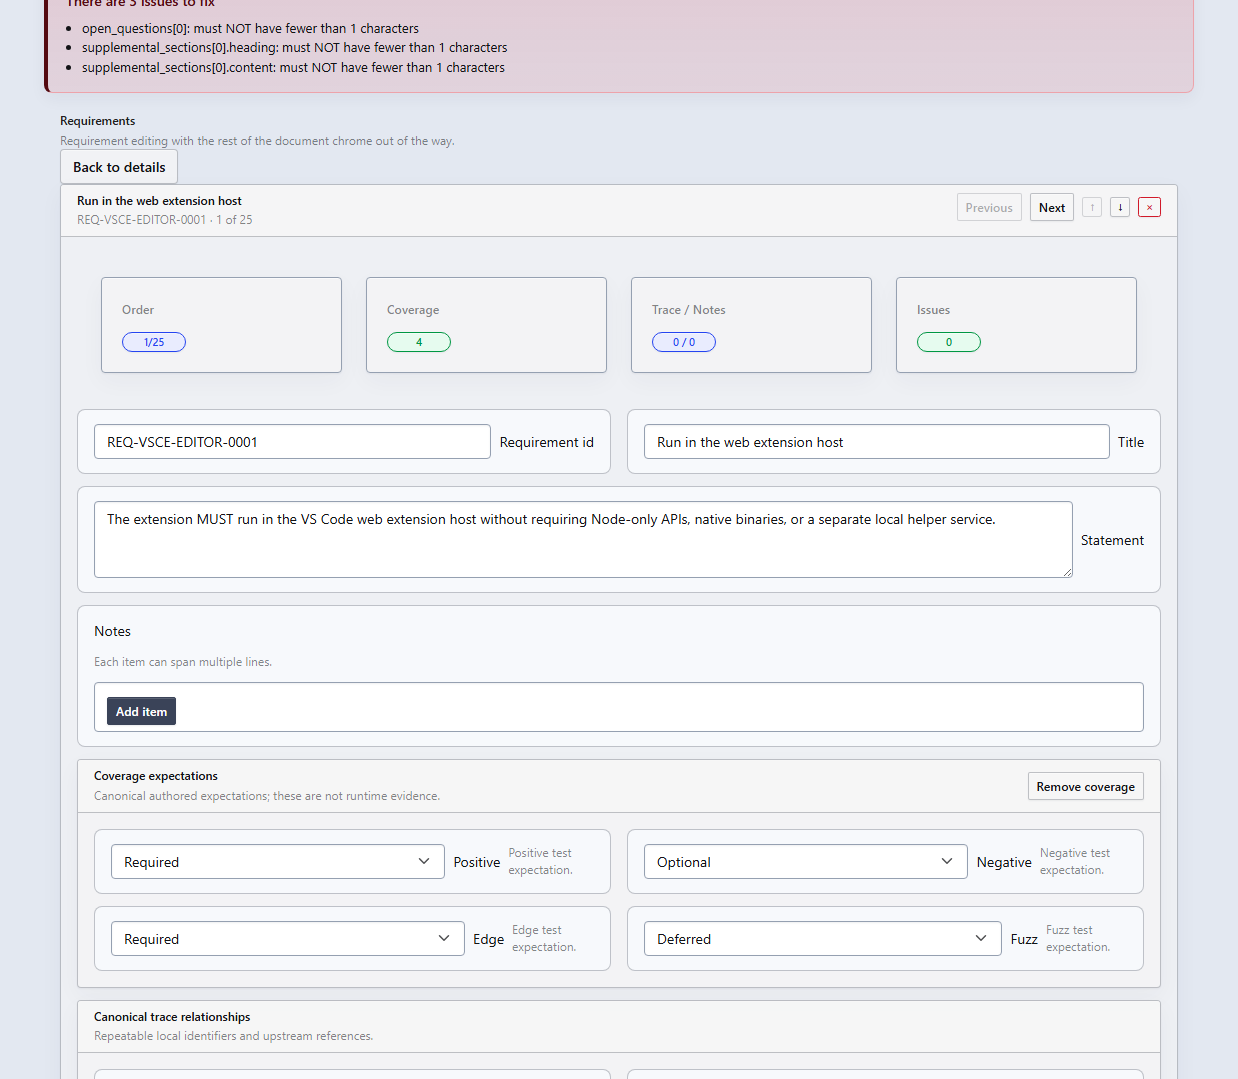 There are 3 issues to fix
open_questions[0]: must NOT have fewer than 1 characters
supplemental_sections[0].heading: must NOT have fewer than 1 characters
supplemental_sections[0].content: must NOT have fewer than 1 characters
Requirements
Requirement editing with the rest of the document chrome out of the way.
Back to details
Run in the web extension host
REQ-VSCE-EDITOR-0001 · 1 of 25
Previous
Next
↑
↓
×
Order
1/25
Coverage
4
Trace / Notes
0 / 0
Issues
0
REQ-VSCE-EDITOR-0001
Requirement id
Run in the web extension host
Title
The extension MUST run in the VS Code web extension host without requiring Node-only APIs, native binaries, or a separate local helper service.
Statement
Notes
Each item can span multiple lines.
Add item
Coverage expectations
Canonical authored expectations; these are not runtime evidence.
Remove coverage
Required
Positive
Positive test
expectation.
Optional
Negative
Negative test
expectation.
Required
Edge
Edge test
expectation.
Deferred
Fuzz
Fuzz test
expectation.
Canonical trace relationships
Repeatable local identifiers and upstream references.